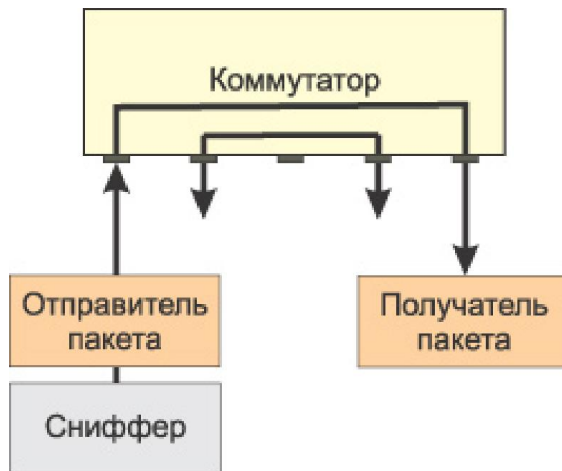 Коммутатор
Отправитель
пакета
Получатель
пакета
Сниффер